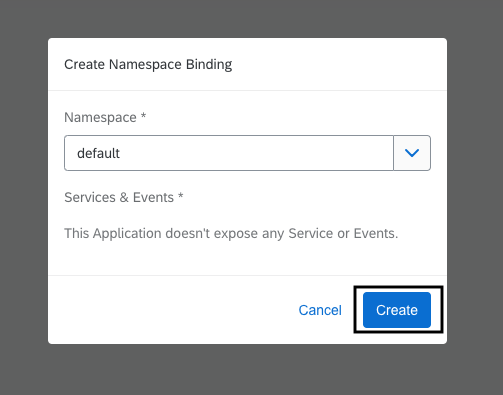 Create Namespace Binding
Namespace *
default
Services & Events *
This Application doesn't expose any Service or Events.
Cancel
Create